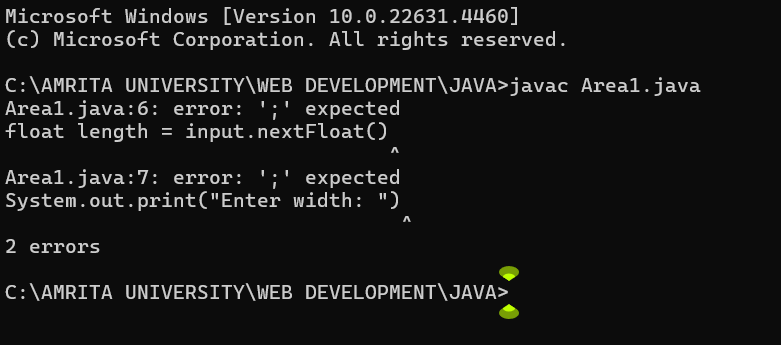 Microsoft Windows [Version 10.0.22631.4460]
(c) Microsoft Corporation. All rights reserved.
C:\AMRITA UNIVERSITY\WEB DEVELOPMENT\JAVA>javac Area1.java
Area1.java:6: error: ';' expected
float length = input.nextFloat()
^
Area1.java:7: error: ';' expected
System.out.print("Enter width: ")
^
2 errors
C:\AMRITA UNIVERSITY\WEB DEVELOPMENT\JAVA>